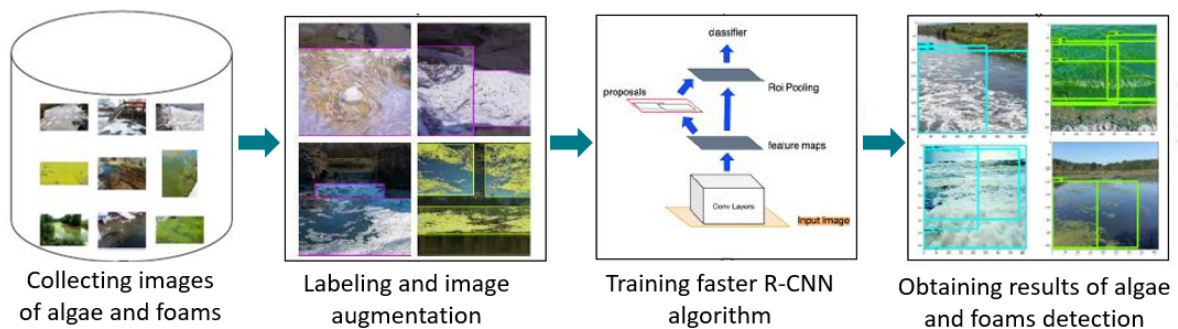 classifier
proposals
Roi Pooling
feature maps
Conv Layers
Input Image
Collecting images
of algae and foams
Labeling and image
augmentation
Training faster R-CNN
algorithm
Obtaining results of algae
and foams detection